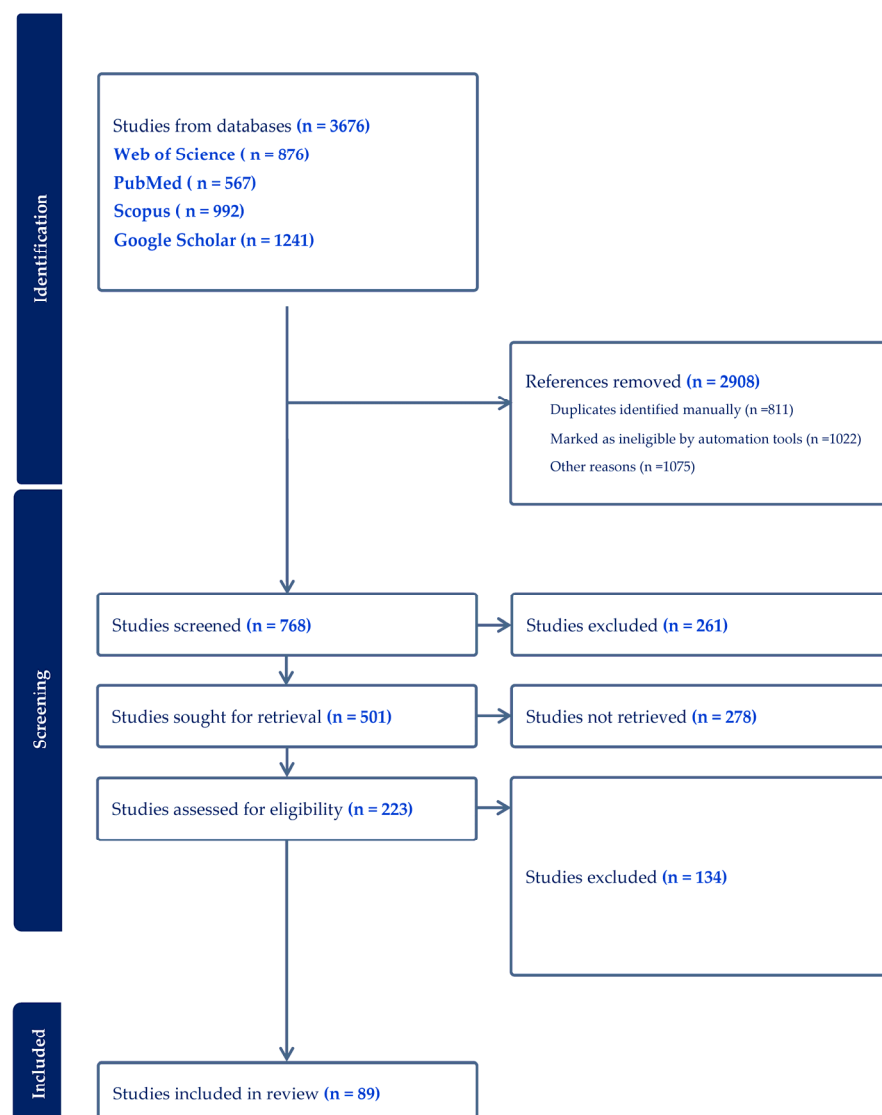 Identification
Studies from databases (n = 3676)
Web of Science ( n = 876)
PubMed ( n = 567)
Scopus ( n = 992)
Google Scholar (n = 1241)
References removed (n = 2908)
Duplicates identified manually (n =811)
Marked as ineligible by automation tools (n =1022)
Other reasons (n =1075)
Screening
Studies screened (n = 768)
Studies excluded (n = 261)
Studies sought for retrieval (n = 501)
Studies not retrieved (n = 278)
Studies assessed for eligibility (n = 223)
Studies excluded (n = 134)
Included
Studies included in review (n = 89)